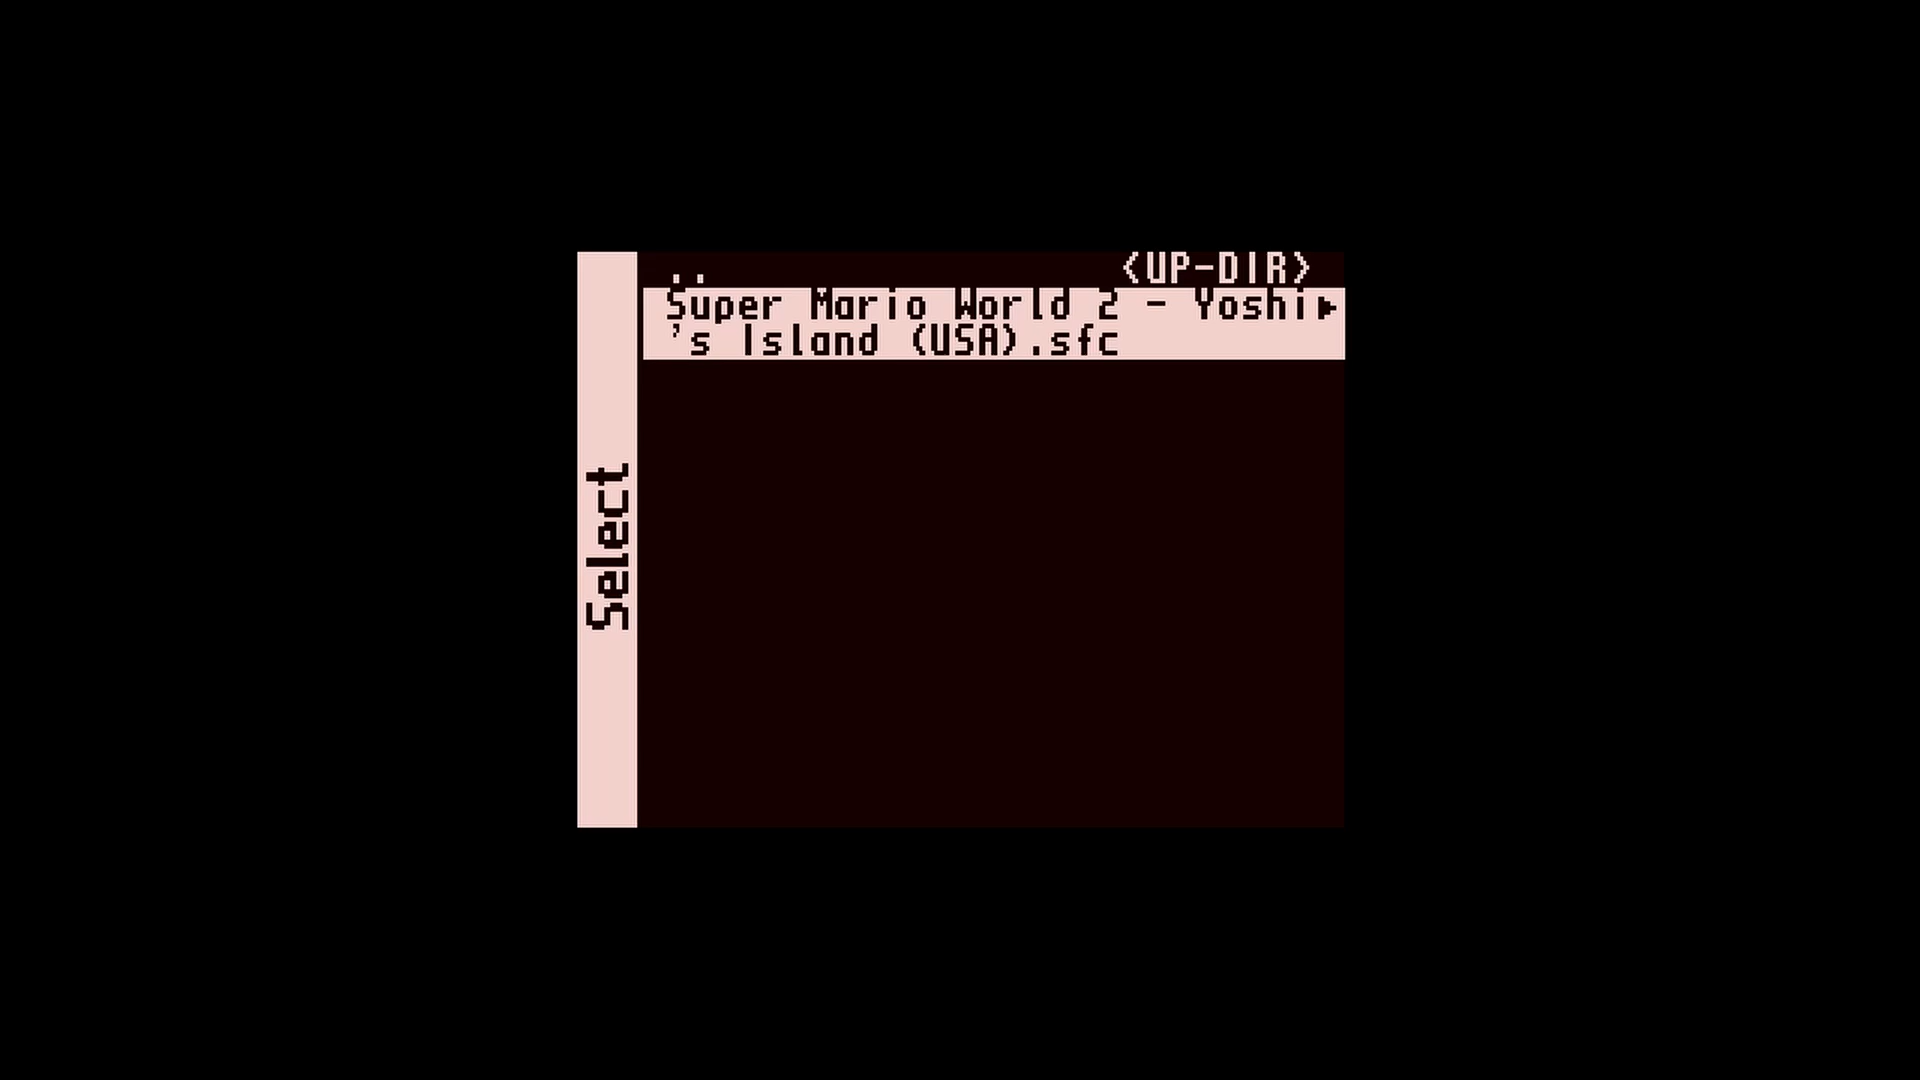 .. <UP-DIR>
Super Mario World 2 - Yoshi▶
's Island (USA).sfc
Select